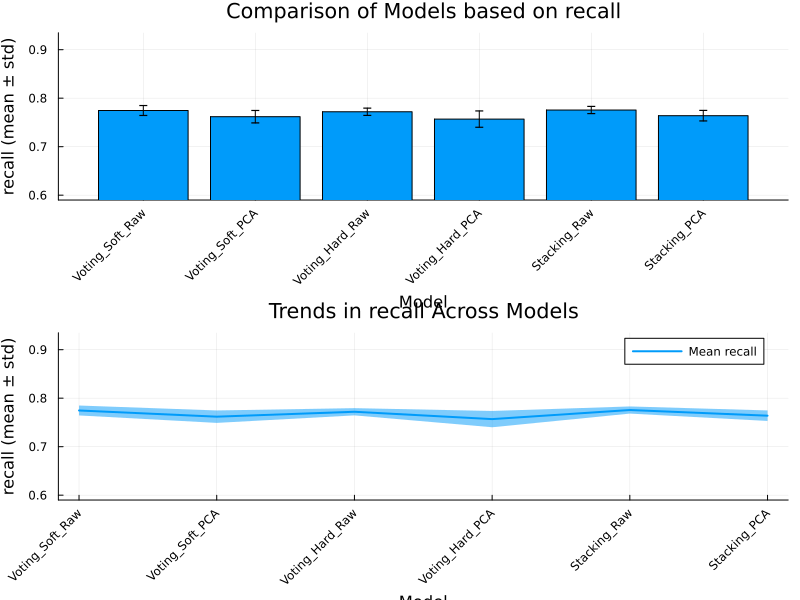 Comparison of Models based on recall
recall (mean ± std)
0.9
0.8
0.7
0.6
Voting_Soft_Raw
Voting_Soft_PCA
Voting_Hard_Raw
Voting_Hard_PCA
Stacking_Raw
Stacking_PCA
Model
Trends in recall Across Models
recall (mean ± std)
0.9
0.8
0.7
0.6
Mean recall
Voting_Soft_Raw
Voting_Soft_PCA
Voting_Hard_Raw
Voting_Hard_PCA
Stacking_Raw
Stacking_PCA
Model